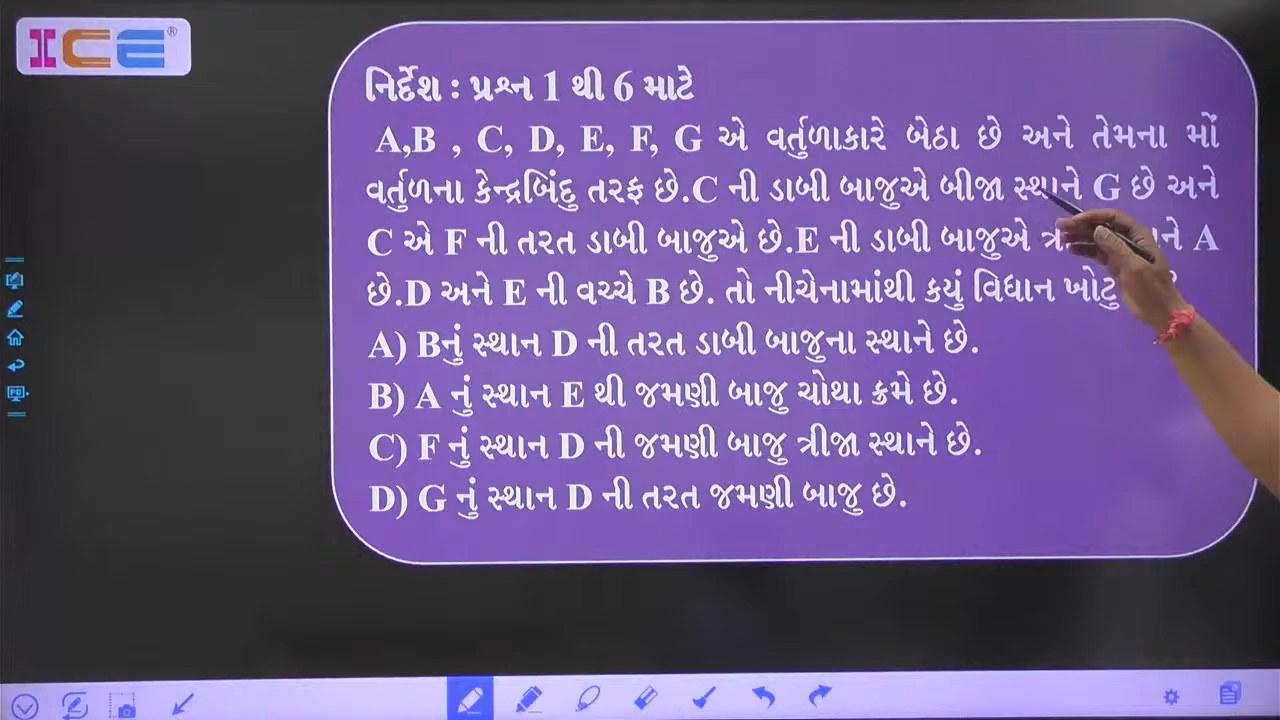 ICE®
નિર્દેશ : પ્રશ્ન 1 થી 6 માટે
A,B , C, D, E, F, G એ વર્તુળાકારે બેઠા છે અને તેમના મોં
વર્તુળના કેન્દ્રબિંદુ તરફ છે.C ની ડાબી બાજુએ બીજા સ્થાને G છે અને
C એ F ની તરત ડાબી બાજુએ છે.E ની ડાબી બાજુએ A
છે.D અને E ની વચ્ચે B છે. તો નીચેનામાંથી કયું વિધાન ખોટુ
A) Bનું સ્થાન D ની તરત ડાબી બાજુના સ્થાને છે.
B) A નું સ્થાન E થી જમણી બાજુ ચોથા ક્રમે છે.
C) F નું સ્થાન D ની જમણી બાજુ ત્રીજા સ્થાને છે.
D) G નું સ્થાન D ની તરત જમણી બાજુ છે.